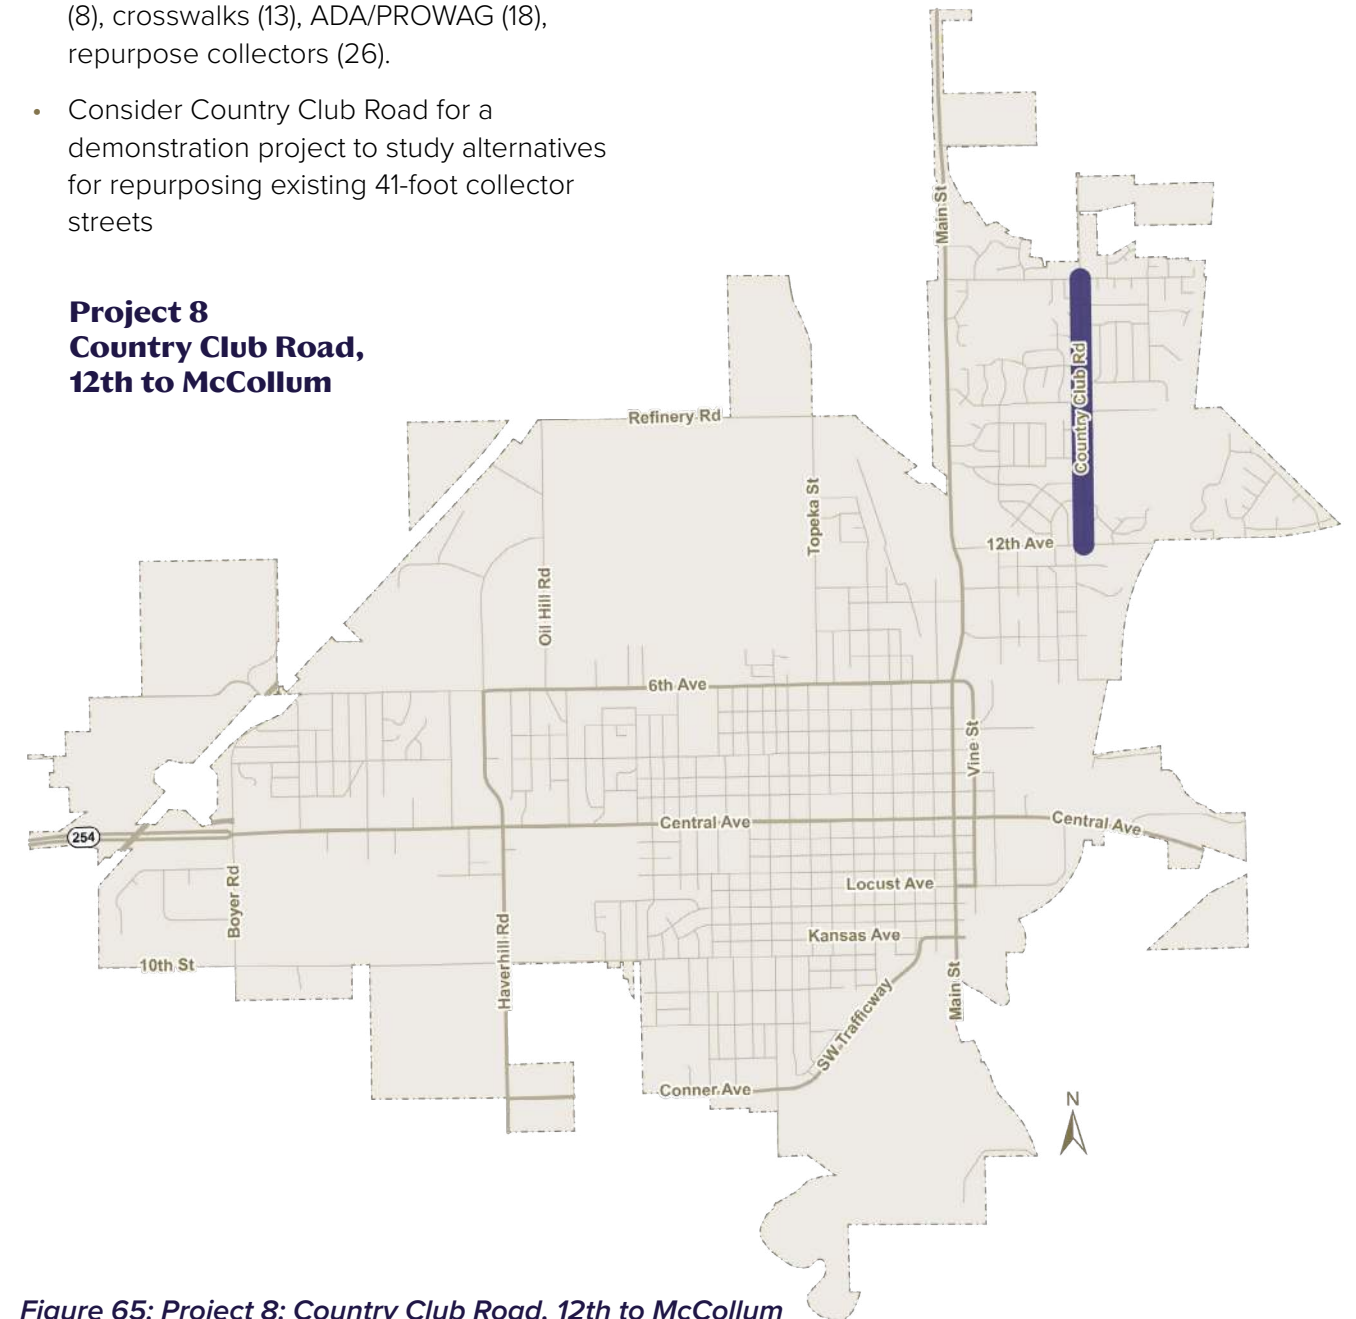 (8), crosswalks (13), ADA/PROWAG (18),
repurpose collectors (26).
• Consider Country Club Road for a
demonstration project to study alternatives
for repurposing existing 41-foot collector
streets
Project 8
Country Club Road,
12th to McCollum
Main St
Country Club Rd
Refinery Rd
Topeka St
12th Ave
Oil Hill Rd
6th Ave
Vine St
254
Central Ave
Central Ave
Boyer Rd
Locust Ave
Haverhill Rd
Kansas Ave
10th St
Main St
SW Trafficway
Conner Ave
N
Figure 65: Project 8: Country Club Road, 12th to McCollum